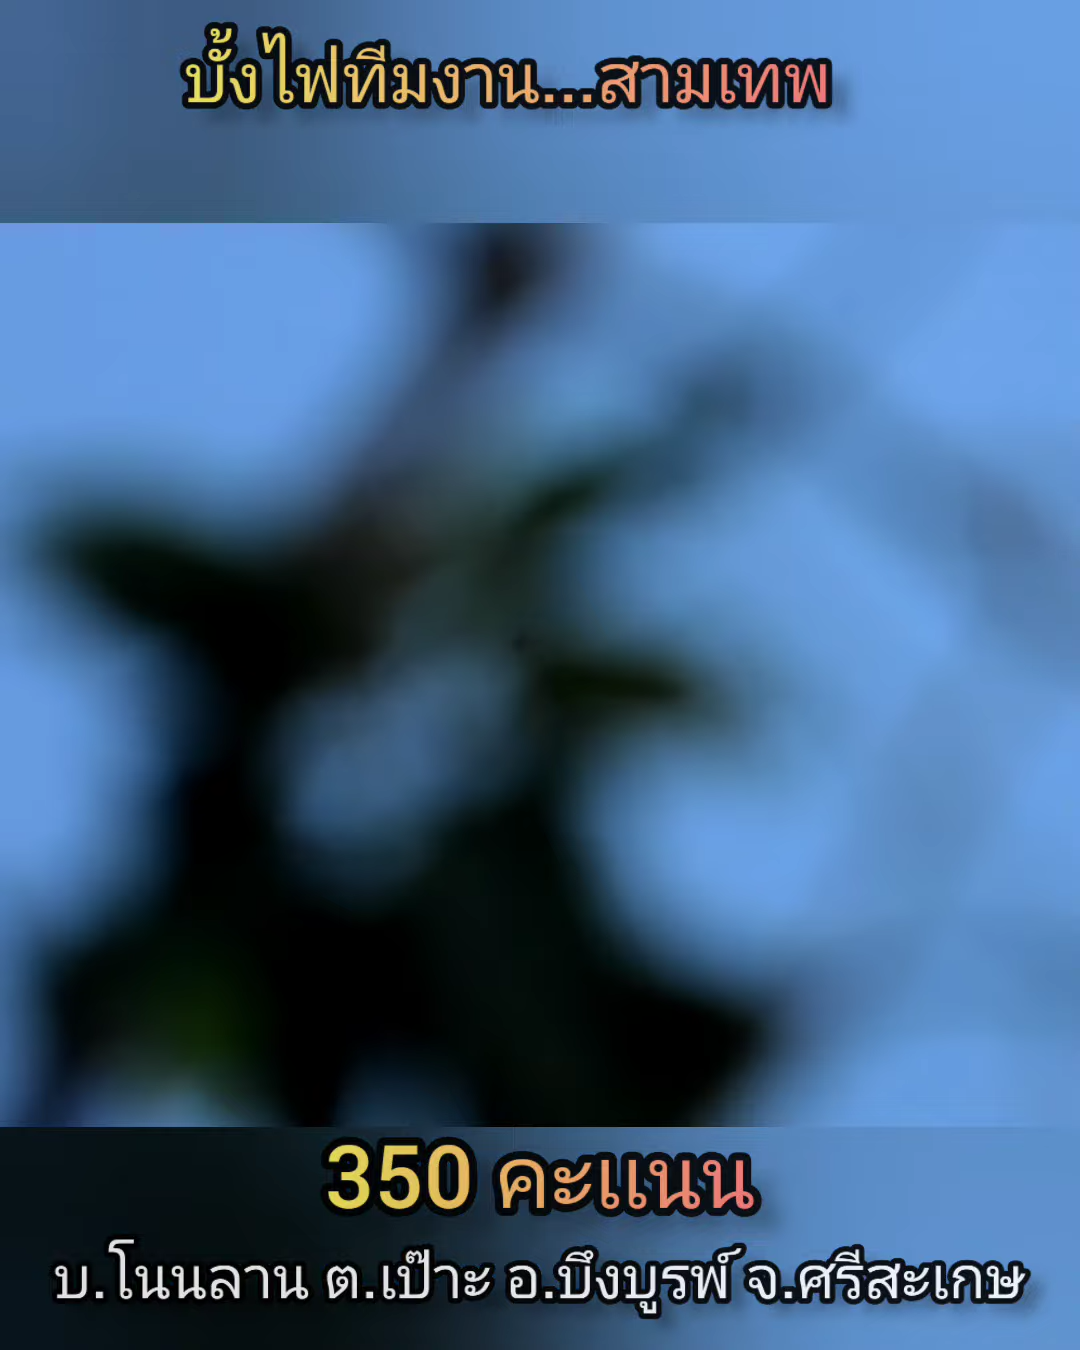 บั้งไฟทีมงาน...สามเทพ
350 คะแนน
บ.โนนลาน ต.เป๊าะ อ.บึงบูรพ์ จ.ศรีสะเกษ